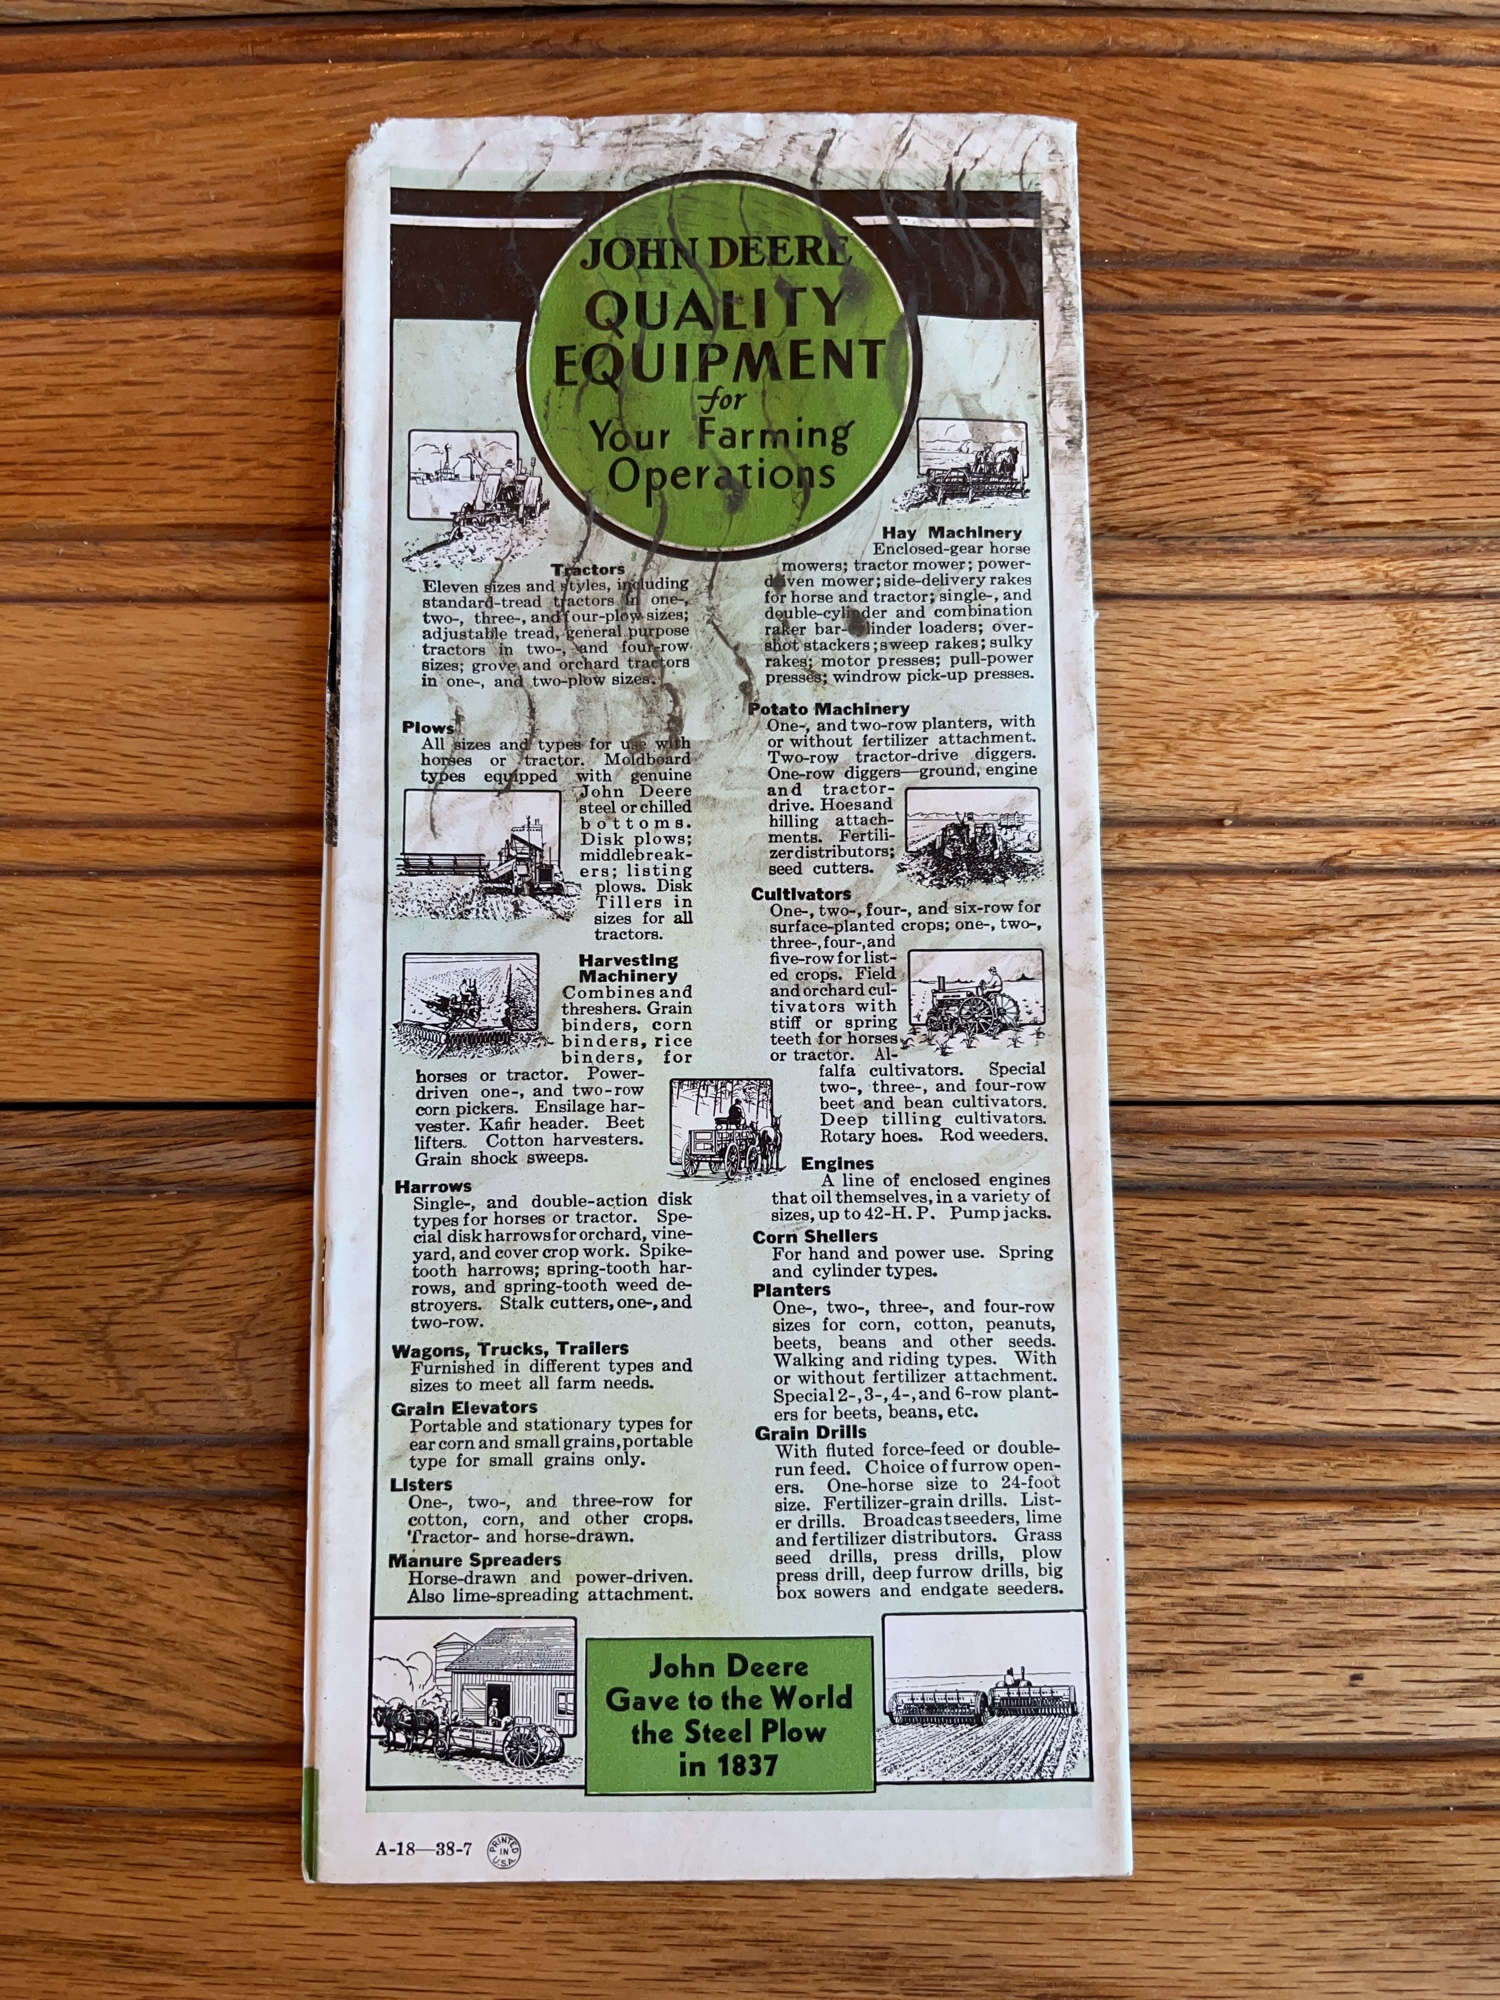 JOHN DEERE
QUALITY
EQUIPMENT
for
Your Farming
Operations
Tractors
Eleven sizes and styles, including
standard-tread tractors in one-,
two-, three-, and four-plow sizes;
adjustable tread, general purpose
tractors in two-, and four-row
sizes; grove and orchard tractors
in one-, and two-plow sizes.
Plows
All sizes and types for use with
horses or tractor. Moldboard
types equipped with genuine
John Deere
steel or chilled
bottoms.
Disk plows;
middlebreak-
ers; listing
plows. Disk
Tillers in
sizes for all
tractors.
Harvesting
Machinery
Combines and
threshers. Grain
binders, corn
binders, rice
binders, for
horses or tractor. Power-
driven one-, and two-row
corn pickers. Ensilage har-
vester. Kafir header. Beet
lifters. Cotton harvesters.
Grain shock sweeps.
Harrows
Single-, and double-action disk
types for horses or tractor. Spe-
cial disk harrows for orchard, vine-
yard, and cover crop work. Spike-
tooth harrows; spring-tooth har-
rows, and spring-tooth weed de-
stroyers. Stalk cutters, one-, and
two-row.
Wagons, Trucks, Trailers
Furnished in different types and
sizes to meet all farm needs.
Grain Elevators
Portable and stationary types for
ear corn and small grains, portable
type for small grains only.
Listers
One-, two-, and three-row for
cotton, corn, and other crops.
Tractor- and horse-drawn.
Manure Spreaders
Horse-drawn and power-driven.
Also lime-spreading attachment.
Hay Machinery
Enclosed-gear horse
mowers; tractor mower; power-
driven mower; side-delivery rakes
for horse and tractor; single-, and
double-cylinder and combination
raker bar-cylinder loaders; over-
shot stackers; sweep rakes; sulky
rakes; motor presses; pull-power
presses; windrow pick-up presses.
Potato Machinery
One-, and two-row planters, with
or without fertilizer attachment.
Two-row tractor-drive diggers.
One-row diggers—ground, engine
and tractor-
drive. Hoes and
hilling attach-
ments. Fertili-
zer distributors;
seed cutters.
Cultivators
One-, two-, four-, and six-row for
surface-planted crops; one-, two-,
three-, four-, and
five-row for list-
ed crops. Field
and orchard cul-
tivators with
stiff or spring
teeth for horses
or tractor. Al-
falfa cultivators. Special
two-, three-, and four-row
beet and bean cultivators.
Deep tilling cultivators.
Rotary hoes. Rod weeders.
Engines
A line of enclosed engines
that oil themselves, in a variety of
sizes, up to 42-H. P. Pump jacks.
Corn Shellers
For hand and power use. Spring
and cylinder types.
Planters
One-, two-, three-, and four-row
sizes for corn, cotton, peanuts,
beets, beans and other seeds.
Walking and riding types. With
or without fertilizer attachment.
Special 2-, 3-, 4-, and 6-row plant-
ers for beets, beans, etc.
Grain Drills
With fluted force-feed or double-
run feed. Choice of furrow open-
ers. One-horse size to 24-foot
size. Fertilizer-grain drills. List-
er drills. Broadcast seeders, lime
and fertilizer distributors. Grass
seed drills, press drills, plow
press drill, deep furrow drills, big
box sowers and endgate seeders.
John Deere
Gave to the World
the Steel Plow
in 1837
A-18—38-7
PRINTED
IN
U.S.A.